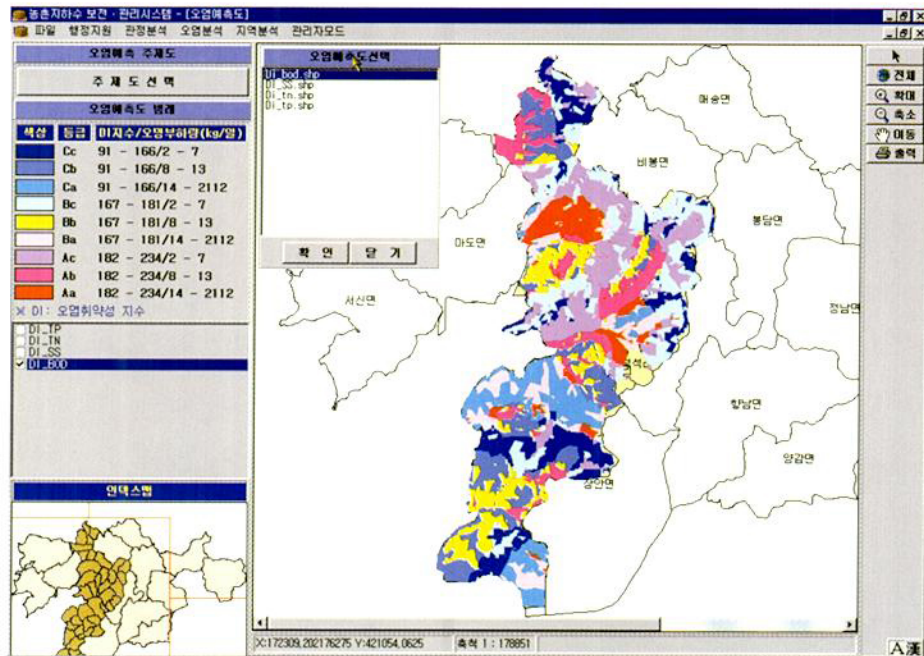 농촌지하수 보전·관리시스템 - [오염예측도]
파일 행정지원 관정분석 오염분석 지역분석 관리자모드
오염예측 주제도
주 제 도 선 택
오염예측도 범례
색상 등급 DI지수/오염부하량(kg/일)
Cc 91 - 166/2 - 7
Cb 91 - 166/8 - 13
Ca 91 - 166/14 - 2112
Bc 167 - 181/2 - 7
Bb 167 - 181/8 - 13
Ba 167 - 181/14 - 2112
Ac 182 - 234/2 - 7
Ab 182 - 234/8 - 13
Aa 182 - 234/14 - 2112
※ DI: 오염취약성 지수
DI_TP
DI_TN
DI_SS
DI_BOD
인덱스맵
오염예측도선택
Di_bod.shp
Di_SS.shp
Di_tn.shp
Di_tp.shp
확 인 닫 기
매송면
비봉면
마도면
봉담면
서신면
정남면
향남면
양감면
장안면
전체
확대
축소
이동
출력
X:172309,202176275 Y:421054,0625 축척 1 : 178851
A漢